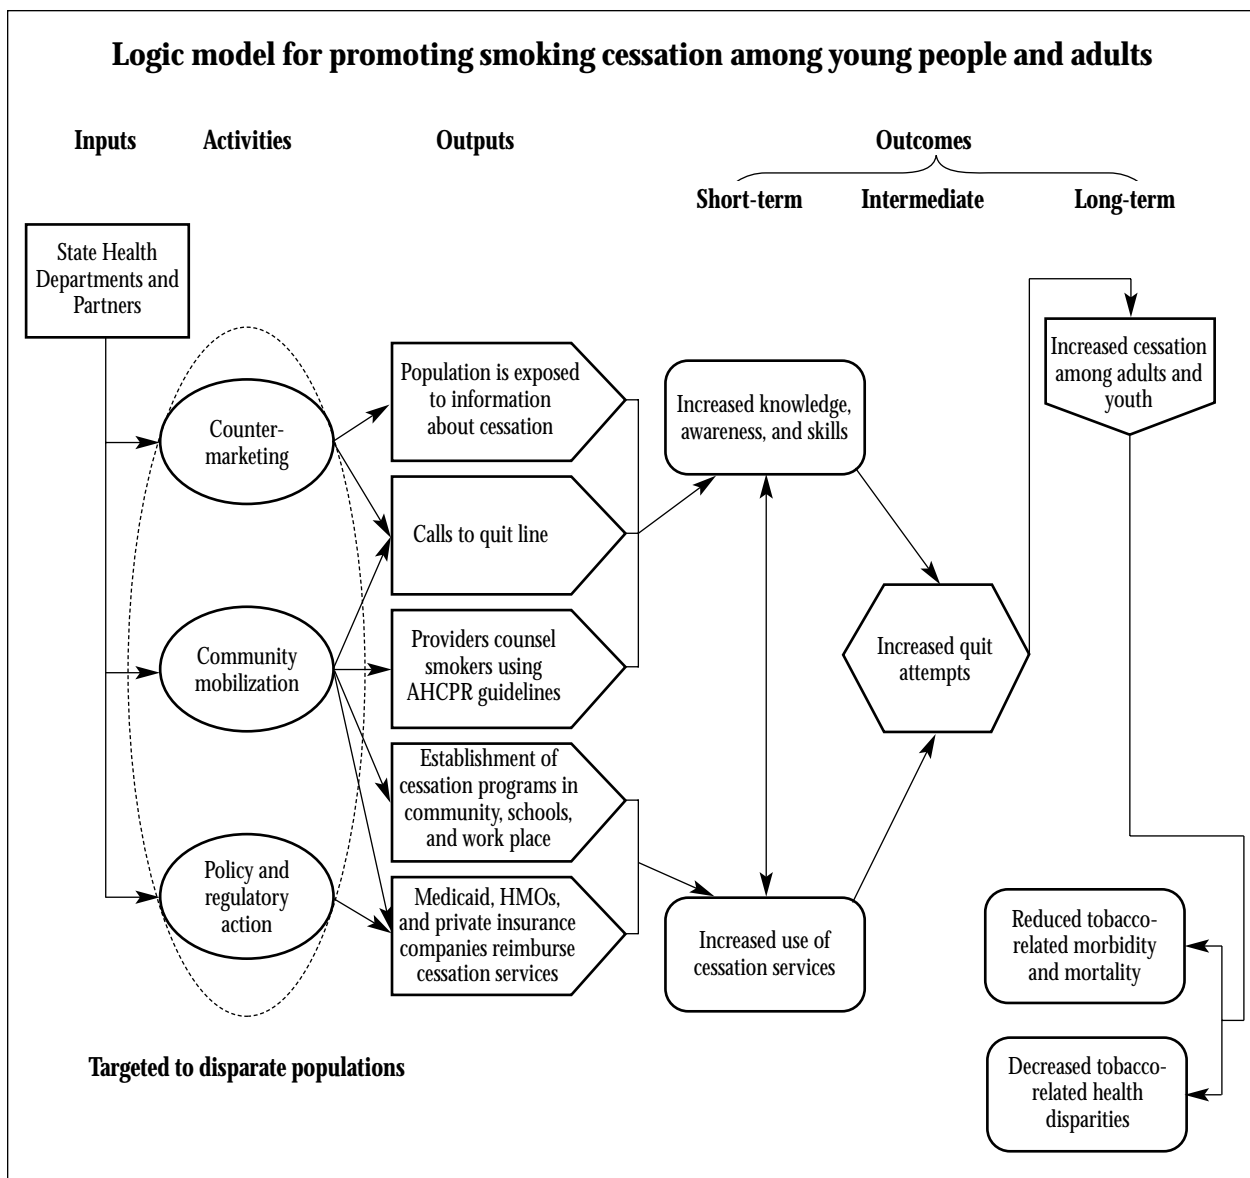 Logic model for promoting smoking cessation among young people and adults
Inputs
Activities
Outputs
Outcomes
Short-term
Intermediate
Long-term
State Health
Departments and
Partners
Counter-
marketing
Community
mobilization
Policy and
regulatory
action
Population is exposed
to information
about cessation
Calls to quit line
Providers counsel
smokers using
AHCPR guidelines
Establishment of
cessation programs in
community, schools,
and work place
Medicaid, HMOs,
and private insurance
companies reimburse
cessation services
Increased knowledge,
awareness, and skills
Increased use of
cessation services
Increased quit
attempts
Increased cessation
among adults and
youth
Reduced tobacco-
related morbidity
and mortality
Decreased tobacco-
related health
disparities
Targeted to disparate populations